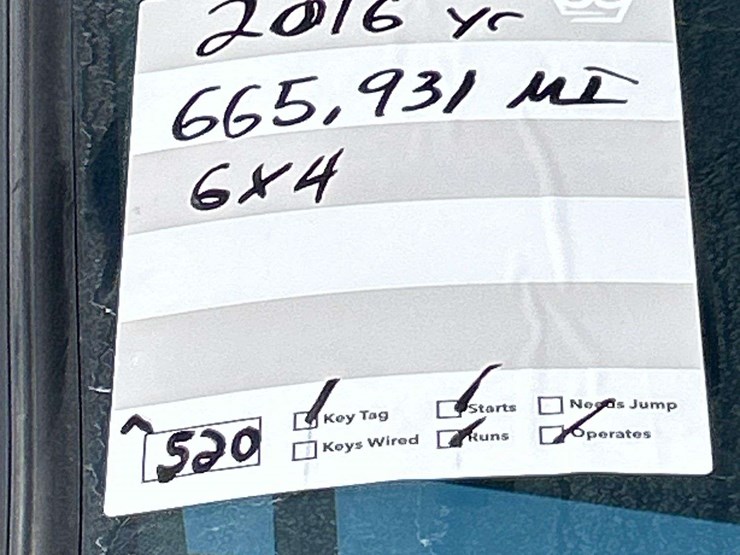 2016 yr
665,931 MI
6x4
520
Key Tag
Starts
Needs Jump
Keys Wired
Runs
Operates